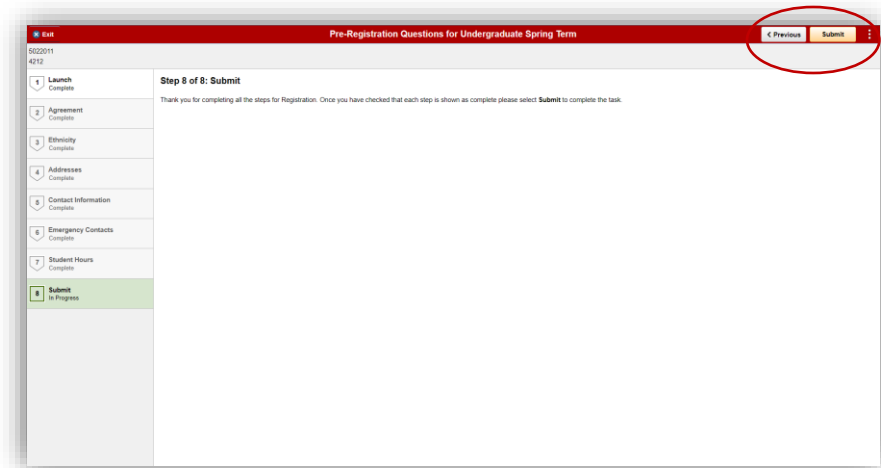 Exit
Pre-Registration Questions for Undergraduate Spring Term
Previous
Submit
5022011
4212
1 Launch
Complete
2 Agreement
Complete
3 Ethnicity
Complete
4 Addresses
Complete
5 Contact Information
Complete
6 Emergency Contacts
Complete
7 Student Hours
Complete
8 Submit
In Progress
Step 8 of 8: Submit
Thank you for completing all the steps for Registration. Once you have checked that each step is shown as complete please select Submit to complete the task.